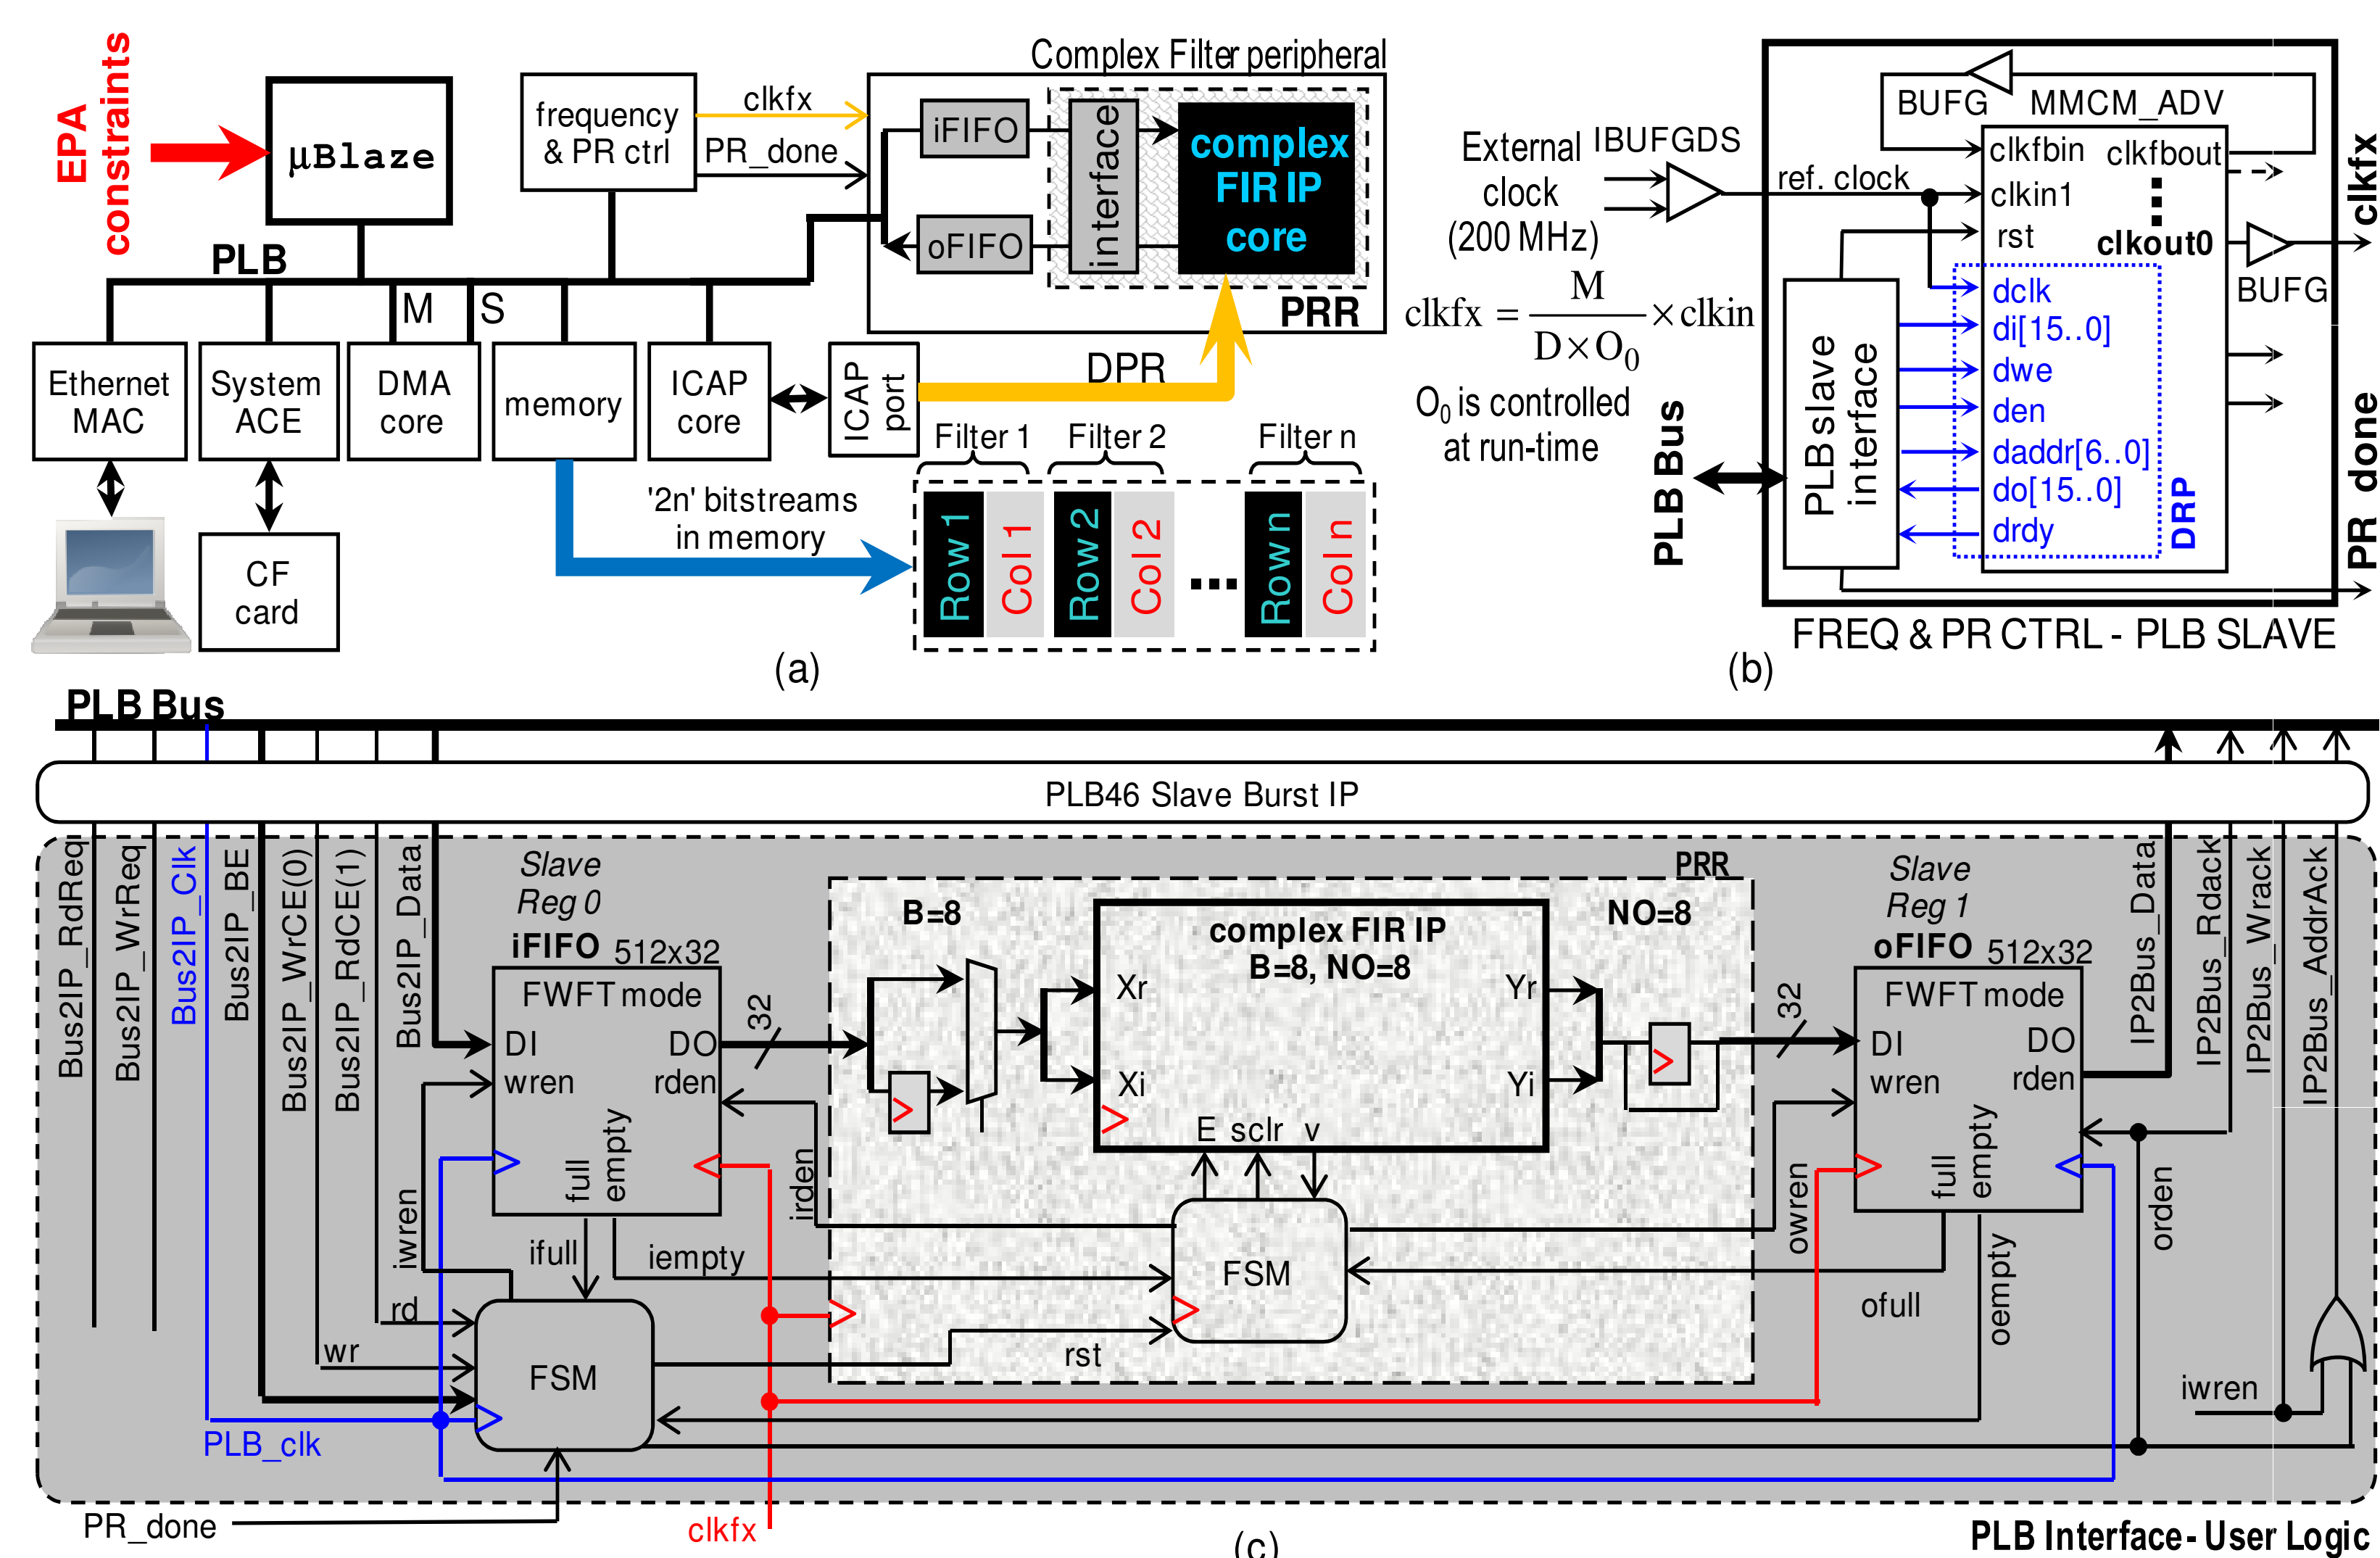 EPA
constraints
µBlaze
frequency
& PR ctrl
clkfx
PR_done
Complex Filter peripheral
iFIFO
oFIFO
interface
complex
FIR IP
core
PRR
PLB
M
S
Ethernet
MAC
System
ACE
DMA
core
memory
ICAP
core
ICAP
port
DPR
CF
card
'2n' bitstreams
in memory
Filter 1
Filter 2
Filter n
Row 1
Col 1
Row 2
Col 2
...
Row n
Col n
(a)
External
clock
(200 MHz)
IBUFGDS
ref. clock
clkfx = M / (D×O₀) ×clkin
O₀ is controlled
at run-time
PLB Bus
BUFG
MMCM_ADV
clkfbin
clkfbout
clkin1
rst
clkout0
BUFG
dclk
di[15..0]
dwe
den
daddr[6..0]
do[15..0]
drdy
DRP
PLB slave
interface
clkfx
PR done
FREQ & PR CTRL - PLB SLAVE
(b)
PLB Bus
PLB46 Slave Burst IP
Bus2IP_RdReq
Bus2IP_WrReq
Bus2IP_Clk
Bus2IP_BE
Bus2IP_WrCE(0)
Bus2IP_RdCE(1)
Bus2IP_Data
Slave
Reg 0
iFIFO 512x32
FWFT mode
DI
DO
wren
rden
full
empty
32
iwren
ifull
iempty
irden
rd
wr
FSM
PLB_clk
PR_done
clkfx
rst
PRR
B=8
NO=8
complex FIR IP
B=8, NO=8
Xr
Xi
Yr
Yi
E sclr v
FSM
32
Slave
Reg 1
oFIFO 512x32
FWFT mode
DI
DO
wren
rden
full
empty
owren
ofull
oempty
orden
iwren
IP2Bus_Data
IP2Bus_Rdack
IP2Bus_Wrack
IP2Bus_AddrAck
(c)
PLB Interface - User Logic